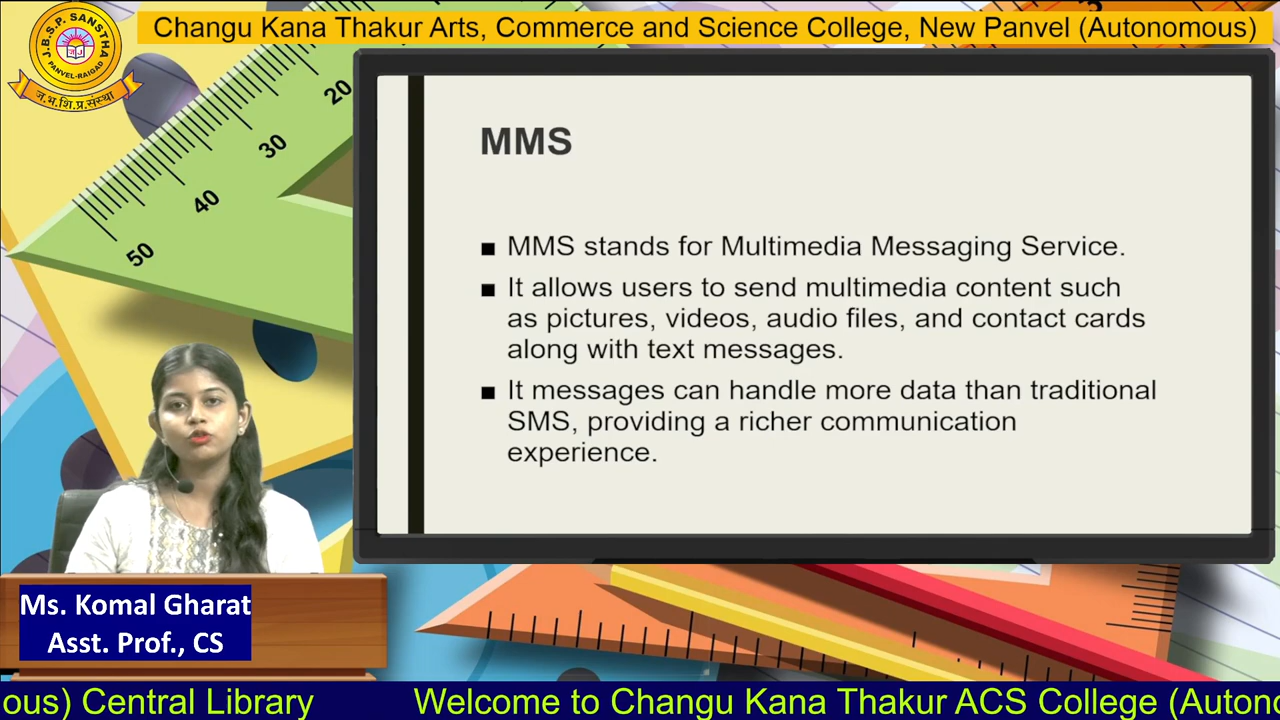 J.B.S.P. SANSTHA
PANVEL-RAIGAD
ज.भ.शि.प्र.संस्था
Changu Kana Thakur Arts, Commerce and Science College, New Panvel (Autonomous)
20
30
40
50
MMS
■ MMS stands for Multimedia Messaging Service.
■ It allows users to send multimedia content such
as pictures, videos, audio files, and contact cards
along with text messages.
■ It messages can handle more data than traditional
SMS, providing a richer communication
experience.
Ms. Komal Gharat
Asst. Prof., CS
ous) Central Library Welcome to Changu Kana Thakur ACS College (Autono